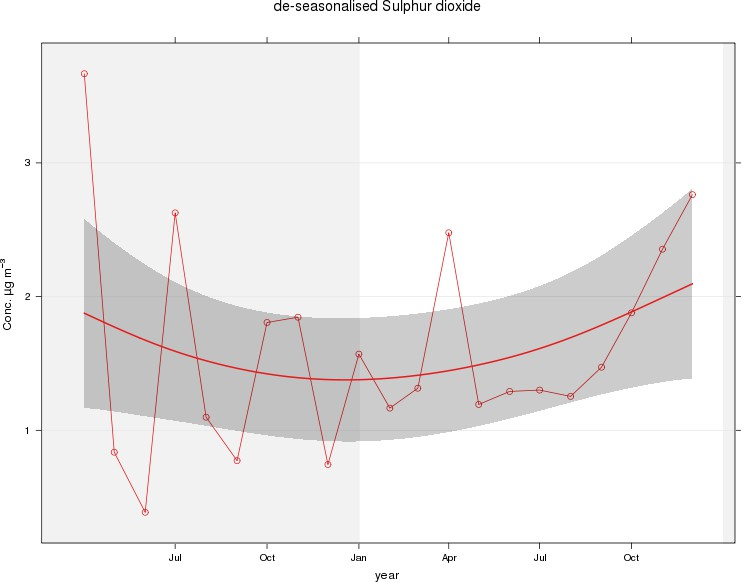 de-seasonalised Sulphur dioxide
Conc. µg m⁻³
3
2
1
Jul Oct Jan Apr Jul Oct
year